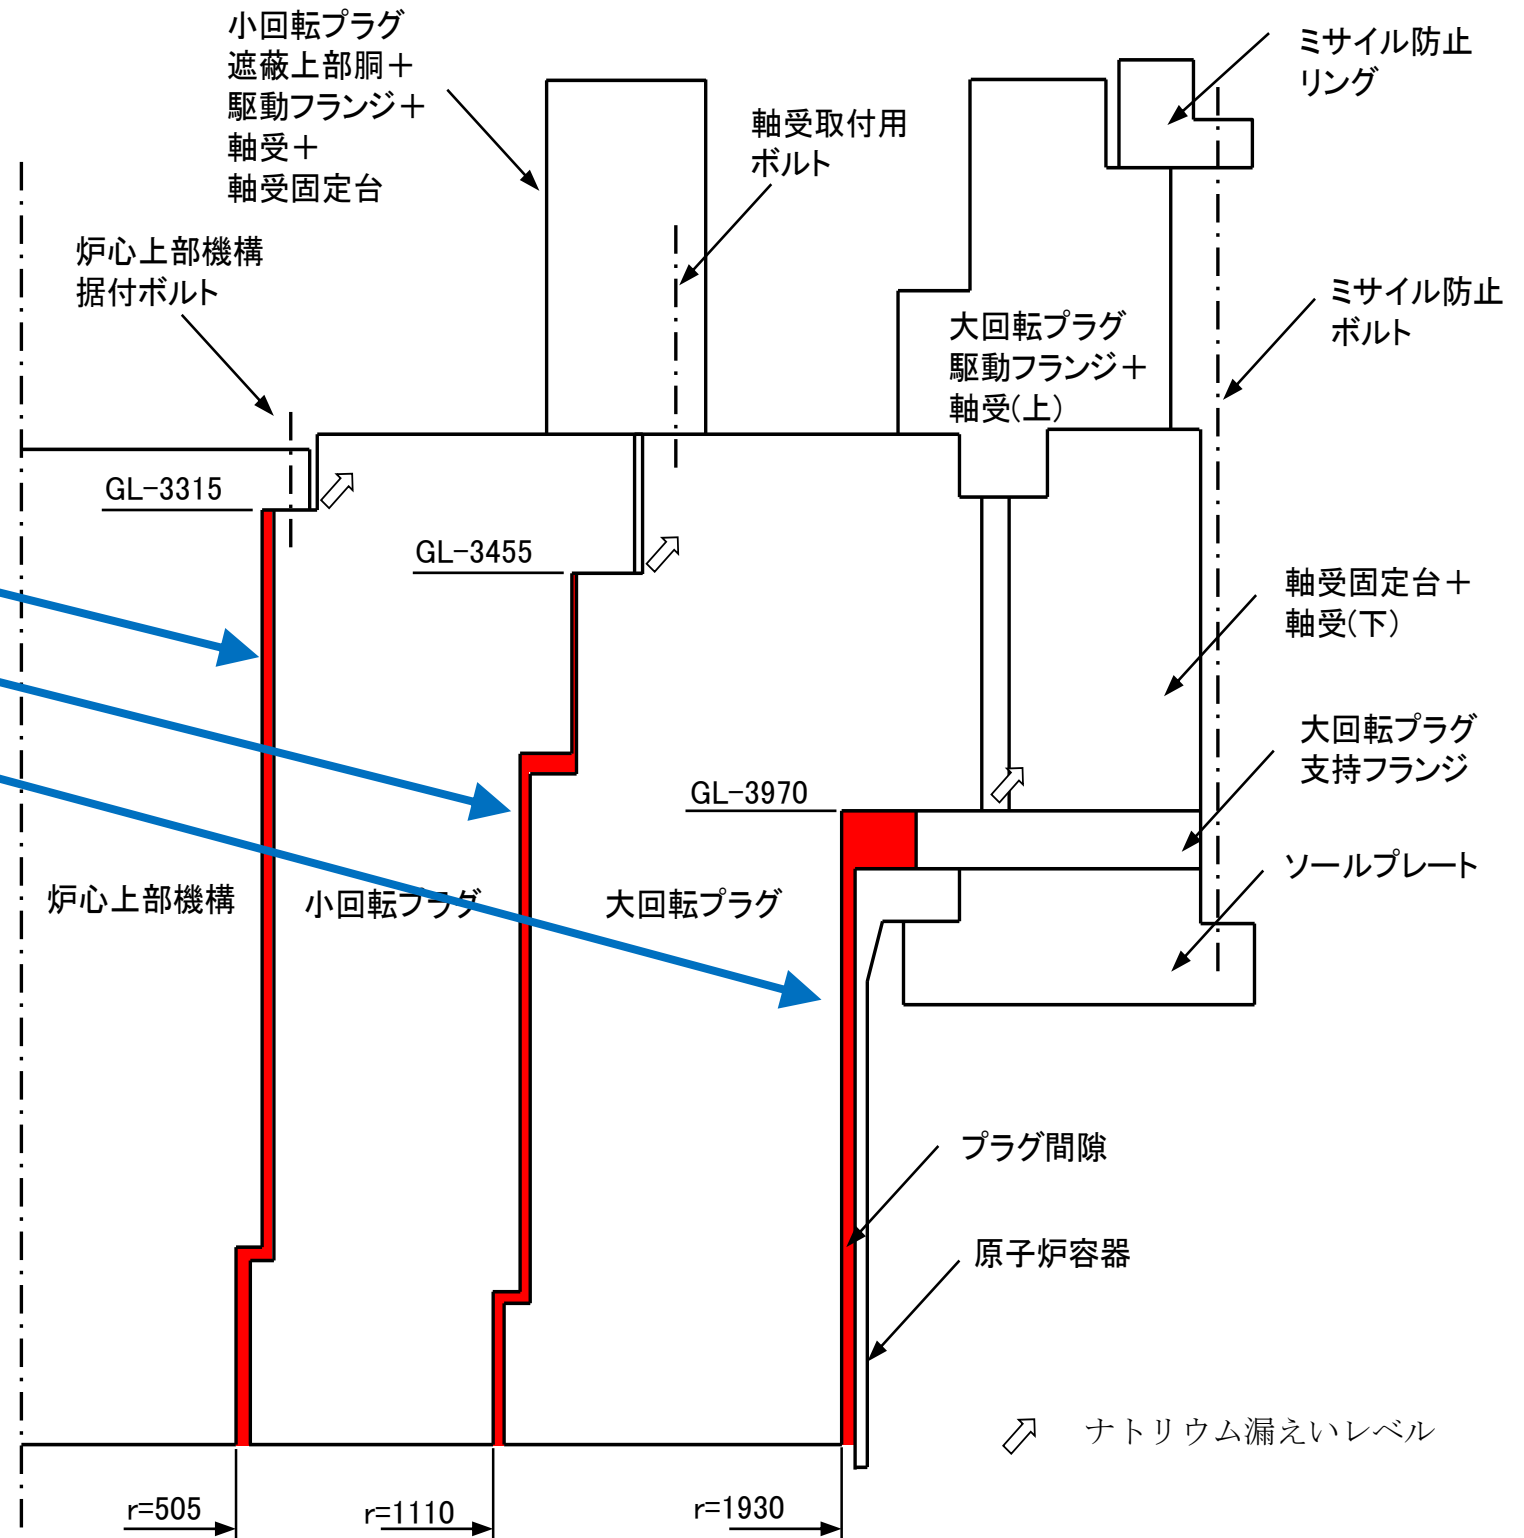 小回転プラグ
遮蔽上部胴＋
駆動フランジ＋
軸受＋
軸受固定台
軸受取付用
ボルト
ミサイル防止
リング
炉心上部機構
据付ボルト
ミサイル防止
ボルト
大回転プラグ
駆動フランジ＋
軸受(上)
GL-3315
GL-3455
軸受固定台＋
軸受(下)
大回転プラグ
支持フランジ
GL-3970
ソールプレート
炉心上部機構
小回転プラグ
大回転プラグ
プラグ間隙
原子炉容器
ナトリウム漏えいレベル
r=505
r=1110
r=1930